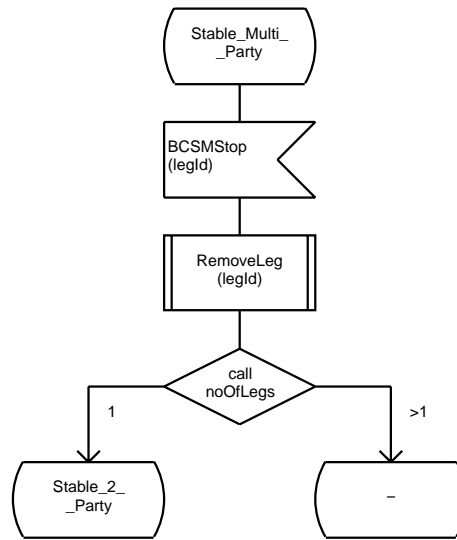 Stable_Multi_
_Party
BCSMStop
(legId)
RemoveLeg
(legId)
call
noOfLegs
1
>1
Stable_2_
_Party
–